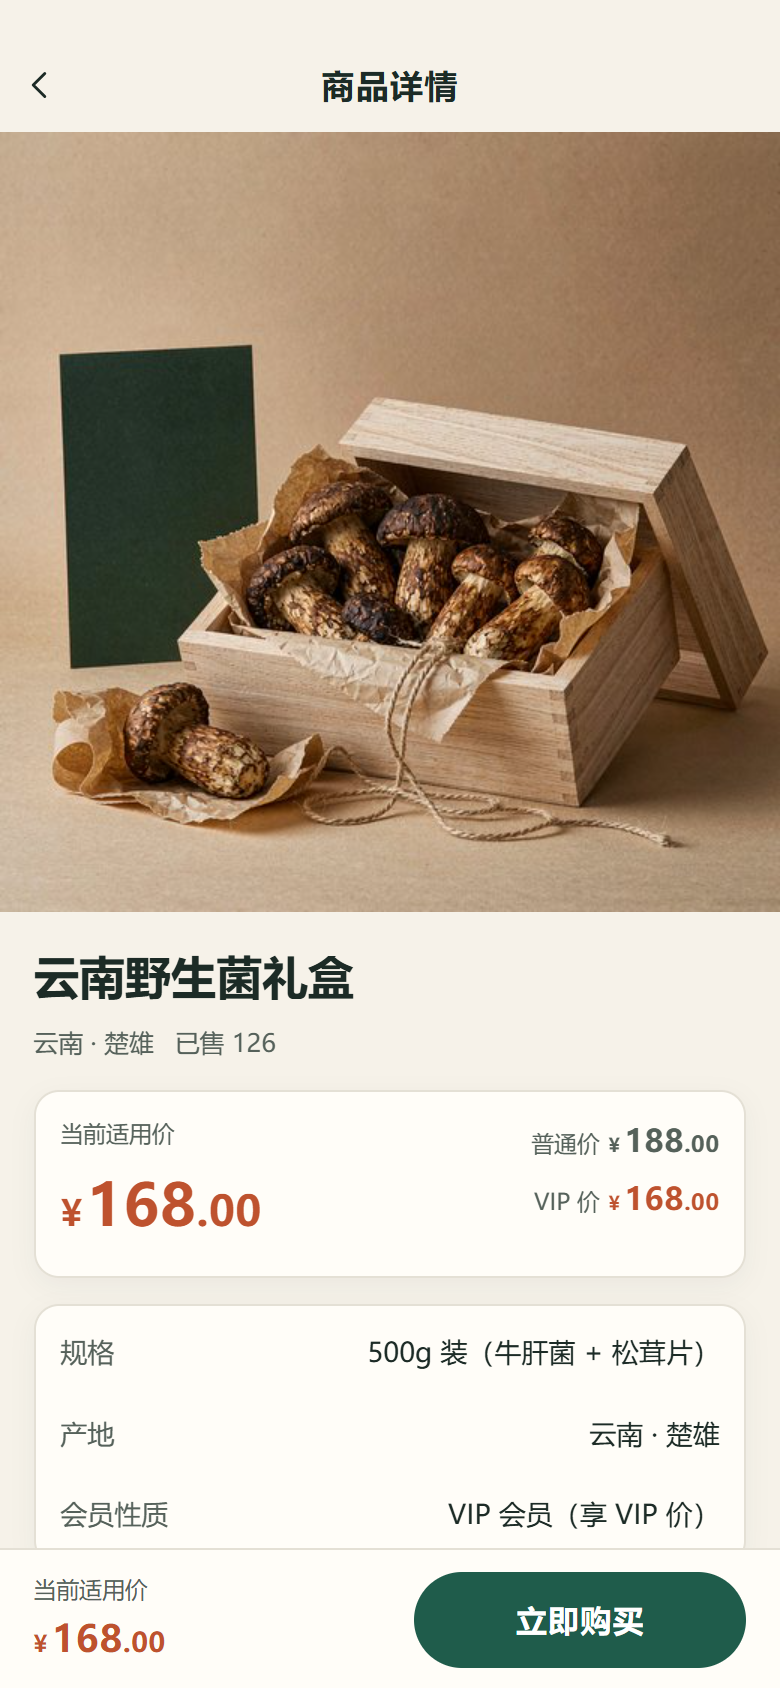 商品详情
云南野生菌礼盒
云南 · 楚雄 已售 126
当前适用价
¥168.00
普通价 ¥188.00
VIP 价 ¥168.00
规格 500g 装（牛肝菌 + 松茸片）
产地 云南 · 楚雄
会员性质 VIP 会员（享 VIP 价）
当前适用价
¥168.00
立即购买